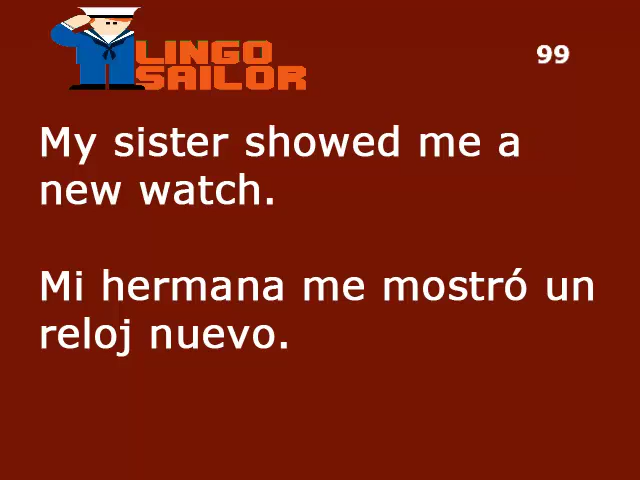 LINGO
SAILOR
99
My sister showed me a
new watch.
Mi hermana me mostró un
reloj nuevo.